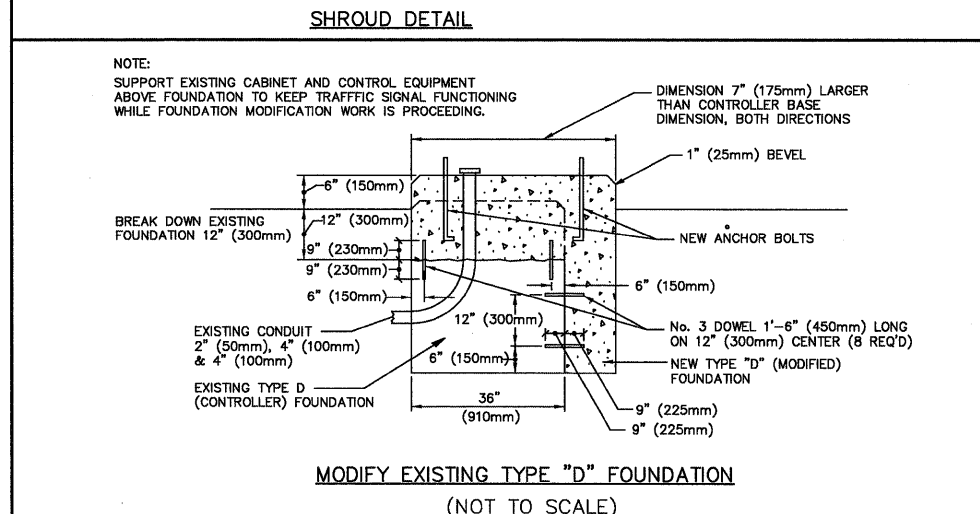 SHROUD DETAIL
NOTE:
SUPPORT EXISTING CABINET AND CONTROL EQUIPMENT
ABOVE FOUNDATION TO KEEP TRAFFFIC SIGNAL FUNCTIONING
WHILE FOUNDATION MODIFICATION WORK IS PROCEEDING.
DIMENSION 7" (175mm) LARGER
THAN CONTROLLER BASE
DIMENSION, BOTH DIRECTIONS
1" (25mm) BEVEL
6" (150mm)
BREAK DOWN EXISTING
FOUNDATION 12" (300mm)
12" (300mm)
9" (230mm)
9" (230mm)
6" (150mm)
NEW ANCHOR BOLTS
6" (150mm)
12" (300mm)
6" (150mm)
EXISTING CONDUIT
2" (50mm), 4" (100mm)
& 4" (100mm)
No. 3 DOWEL 1'-6" (450mm) LONG
ON 12" (300mm) CENTER (8 REQ'D)
NEW TYPE "D" (MODIFIED)
FOUNDATION
EXISTING TYPE D
(CONTROLLER) FOUNDATION
36"
(910mm)
9" (225mm)
9" (225mm)
MODIFY EXISTING TYPE "D" FOUNDATION
(NOT TO SCALE)